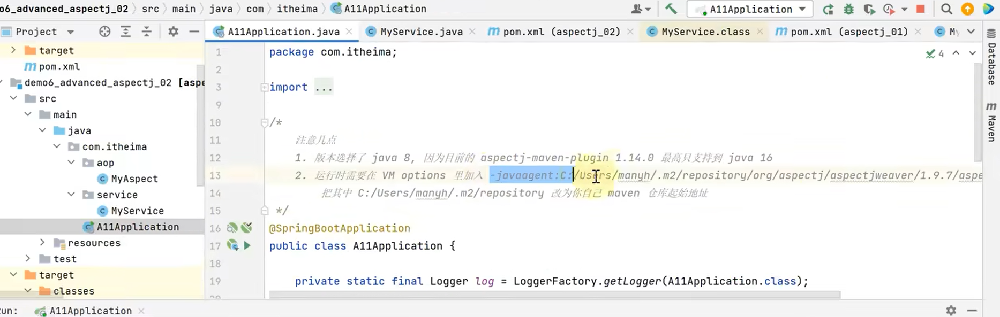 o6_advanced_aspectj_02 src main java com itheima A11Application
A11Application
Project
A11Application.java
MyService.java
pom.xml (aspectj_02)
MyService.class
pom.xml (aspectj_01)
target
pom.xml
demo6_advanced_aspectj_02 [aspe
src
main
java
com.itheima
aop
MyAspect
service
MyService
A11Application
resources
test
target
classes
1 package com.itheima;
2
3 import ...
9
10 /*
11 注意几点
12 1. 版本选择了 java 8, 因为目前的 aspectj-maven-plugin 1.14.0 最高只支持到 java 16
13 2. 运行时需要在 VM options 里加入 -javaagent:C:/Users/manyh/.m2/repository/org/aspectj/aspectjweaver/1.9.7/aspe
14 把其中 C:/Users/manyh/.m2/repository 改为你自己 maven 仓库起始地址
15 */
16 @SpringBootApplication
17 public class A11Application {
18
19 private static final Logger log = LoggerFactory.getLogger(A11Application.class);
4
Database
Maven
un: A11Application